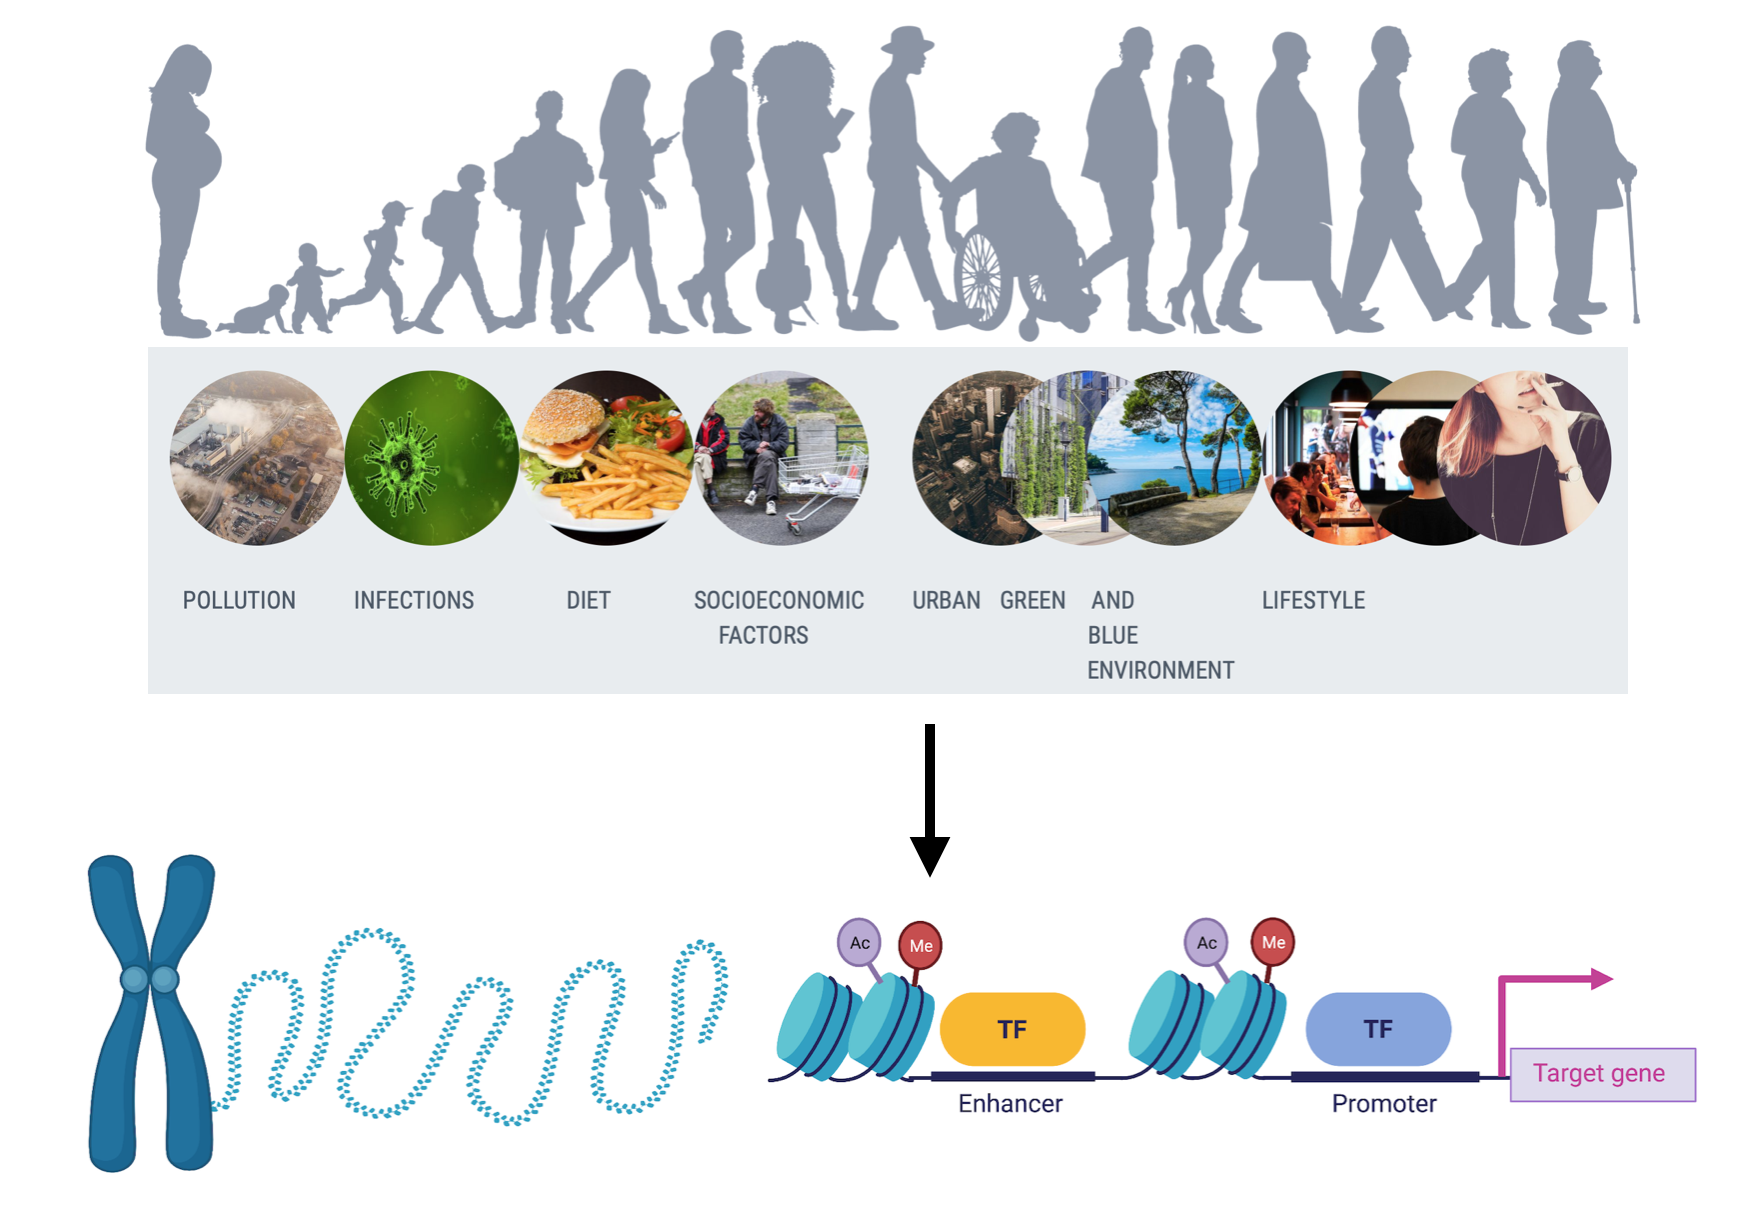 POLLUTION
INFECTIONS
DIET
SOCIOECONOMIC
FACTORS
URBAN GREEN AND
BLUE
ENVIRONMENT
LIFESTYLE
Ac
Me
Ac
Me
TF
TF
Enhancer
Promoter
Target gene